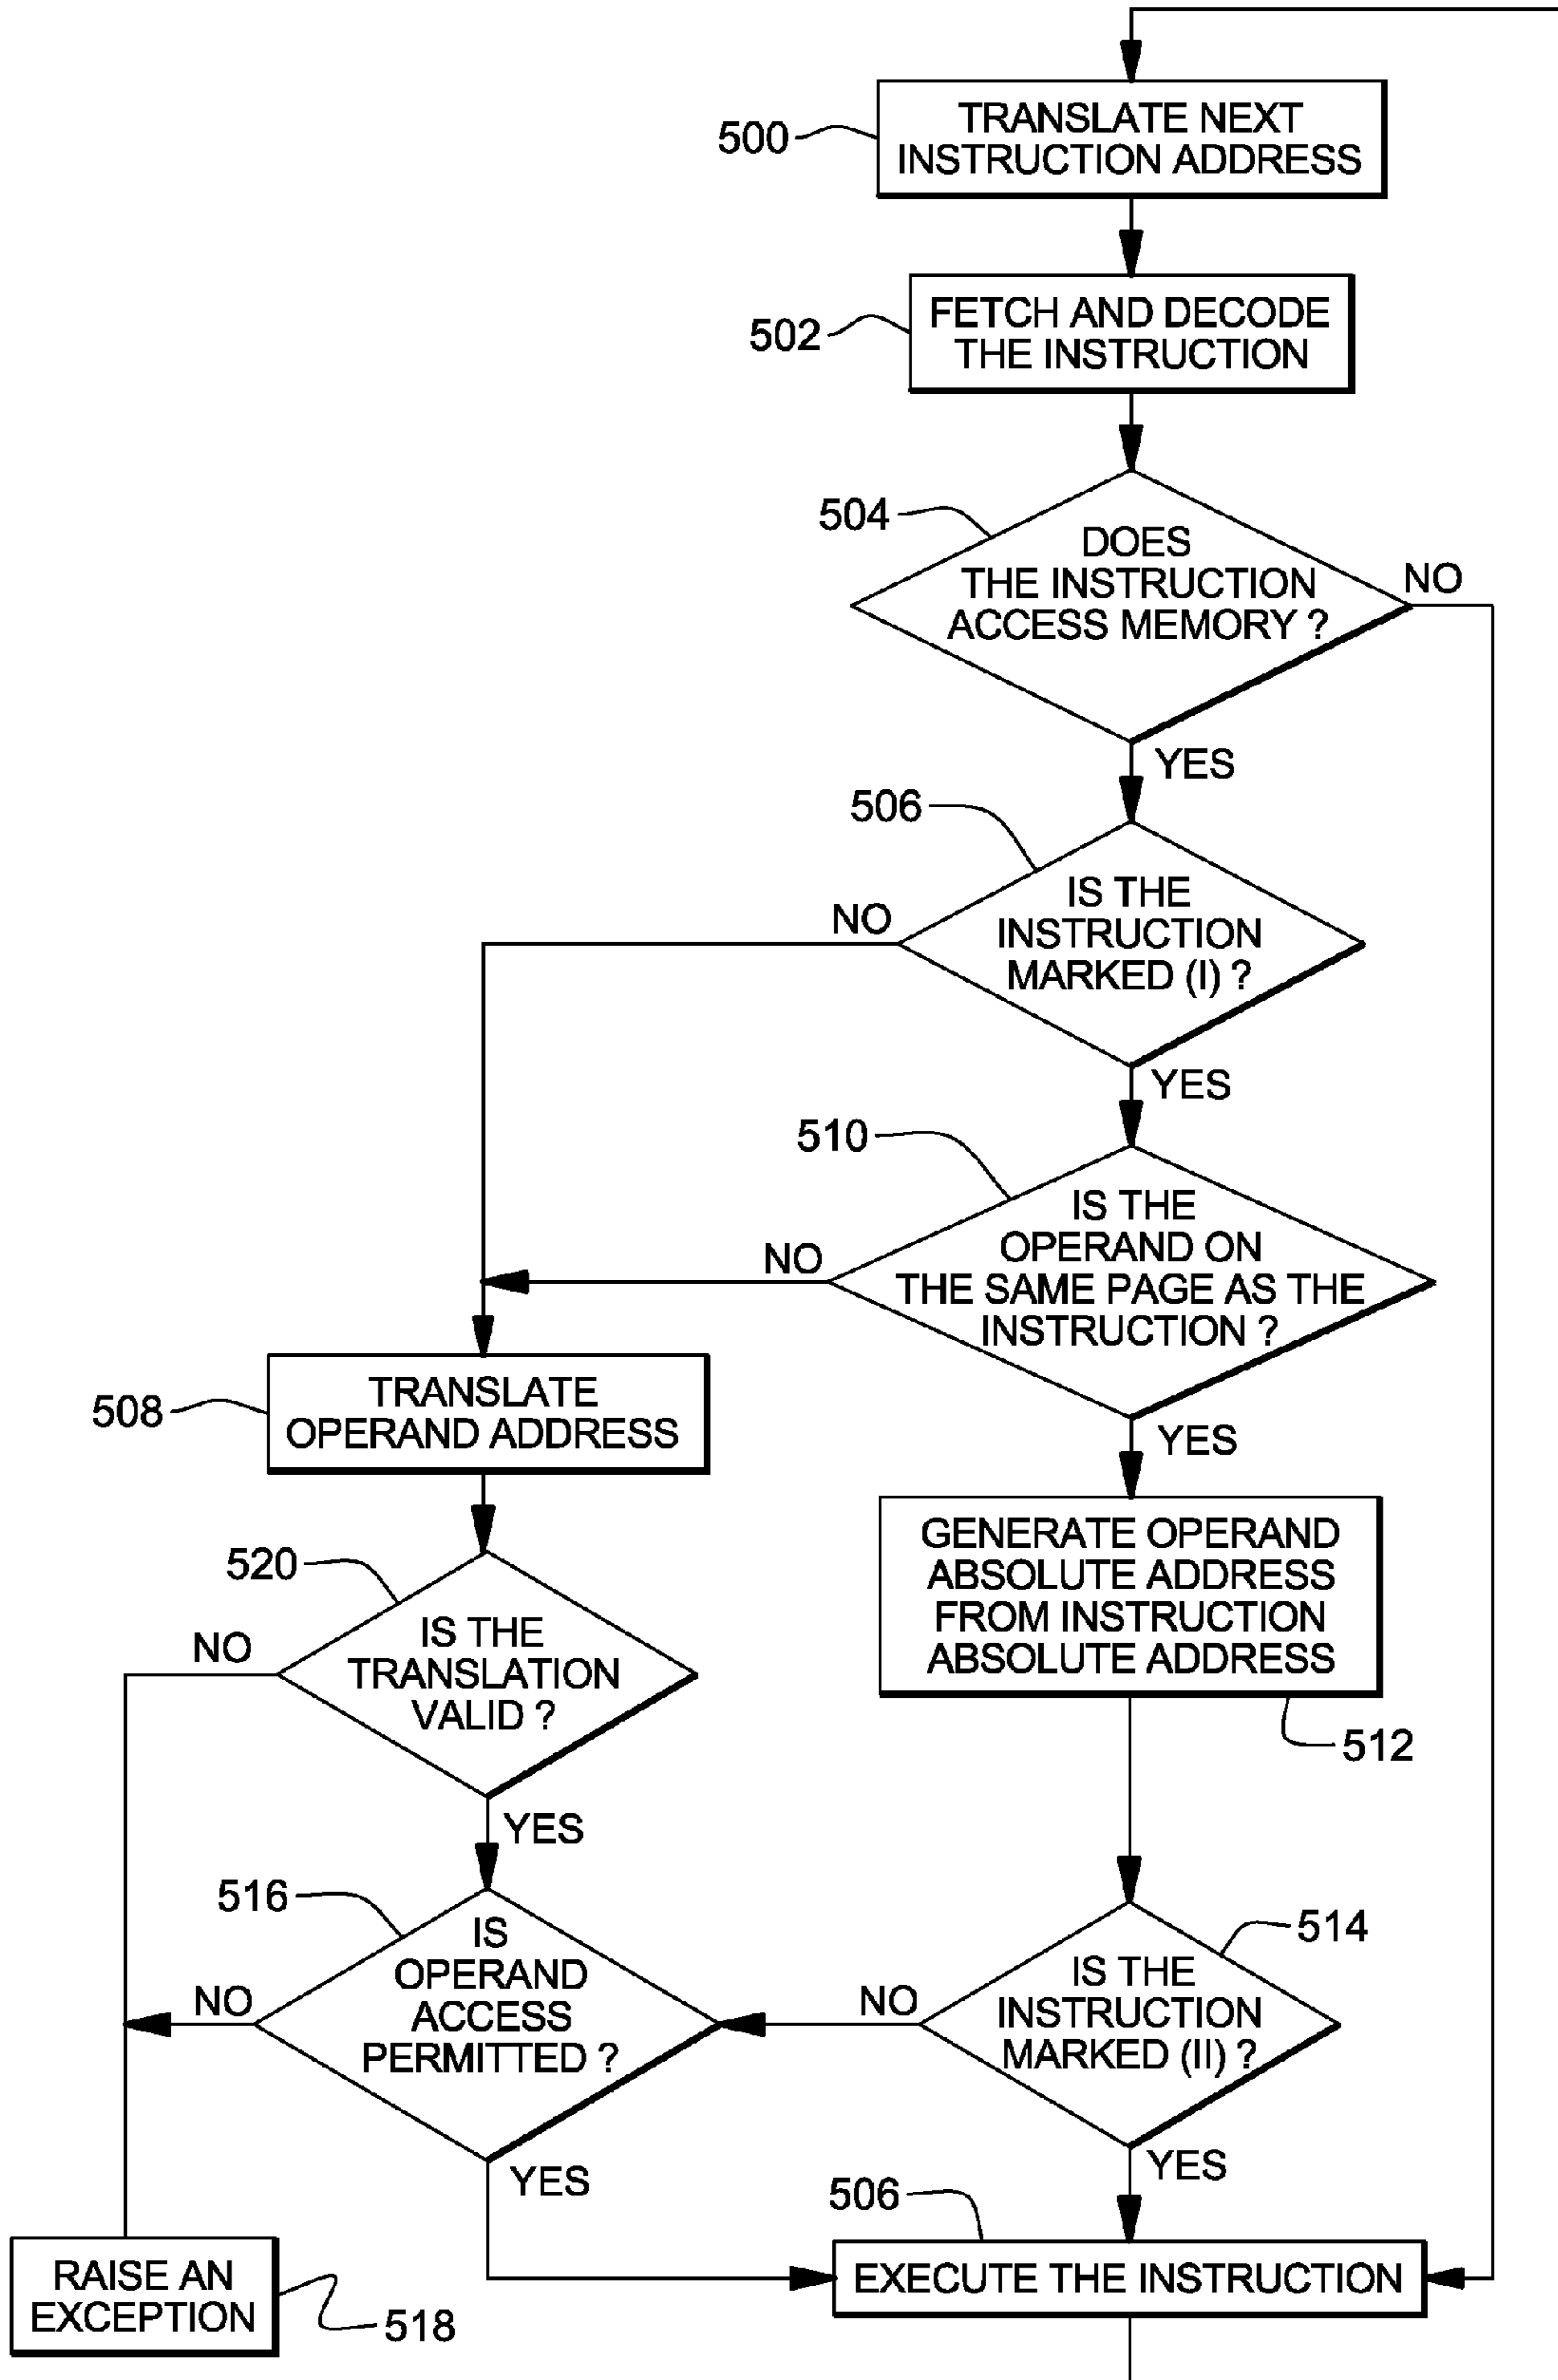 500
TRANSLATE NEXT
INSTRUCTION ADDRESS
502
FETCH AND DECODE
THE INSTRUCTION
504
DOES
THE INSTRUCTION
ACCESS MEMORY ?
NO
YES
506
IS THE
INSTRUCTION
MARKED (I) ?
NO
YES
510
IS THE
OPERAND ON
THE SAME PAGE AS THE
INSTRUCTION ?
NO
YES
508
TRANSLATE
OPERAND ADDRESS
GENERATE OPERAND
ABSOLUTE ADDRESS
FROM INSTRUCTION
ABSOLUTE ADDRESS
512
520
IS THE
TRANSLATION
VALID ?
NO
YES
516
IS
OPERAND
ACCESS
PERMITTED ?
NO
YES
514
IS THE
INSTRUCTION
MARKED (II) ?
NO
YES
506
EXECUTE THE INSTRUCTION
RAISE AN
EXCEPTION
518